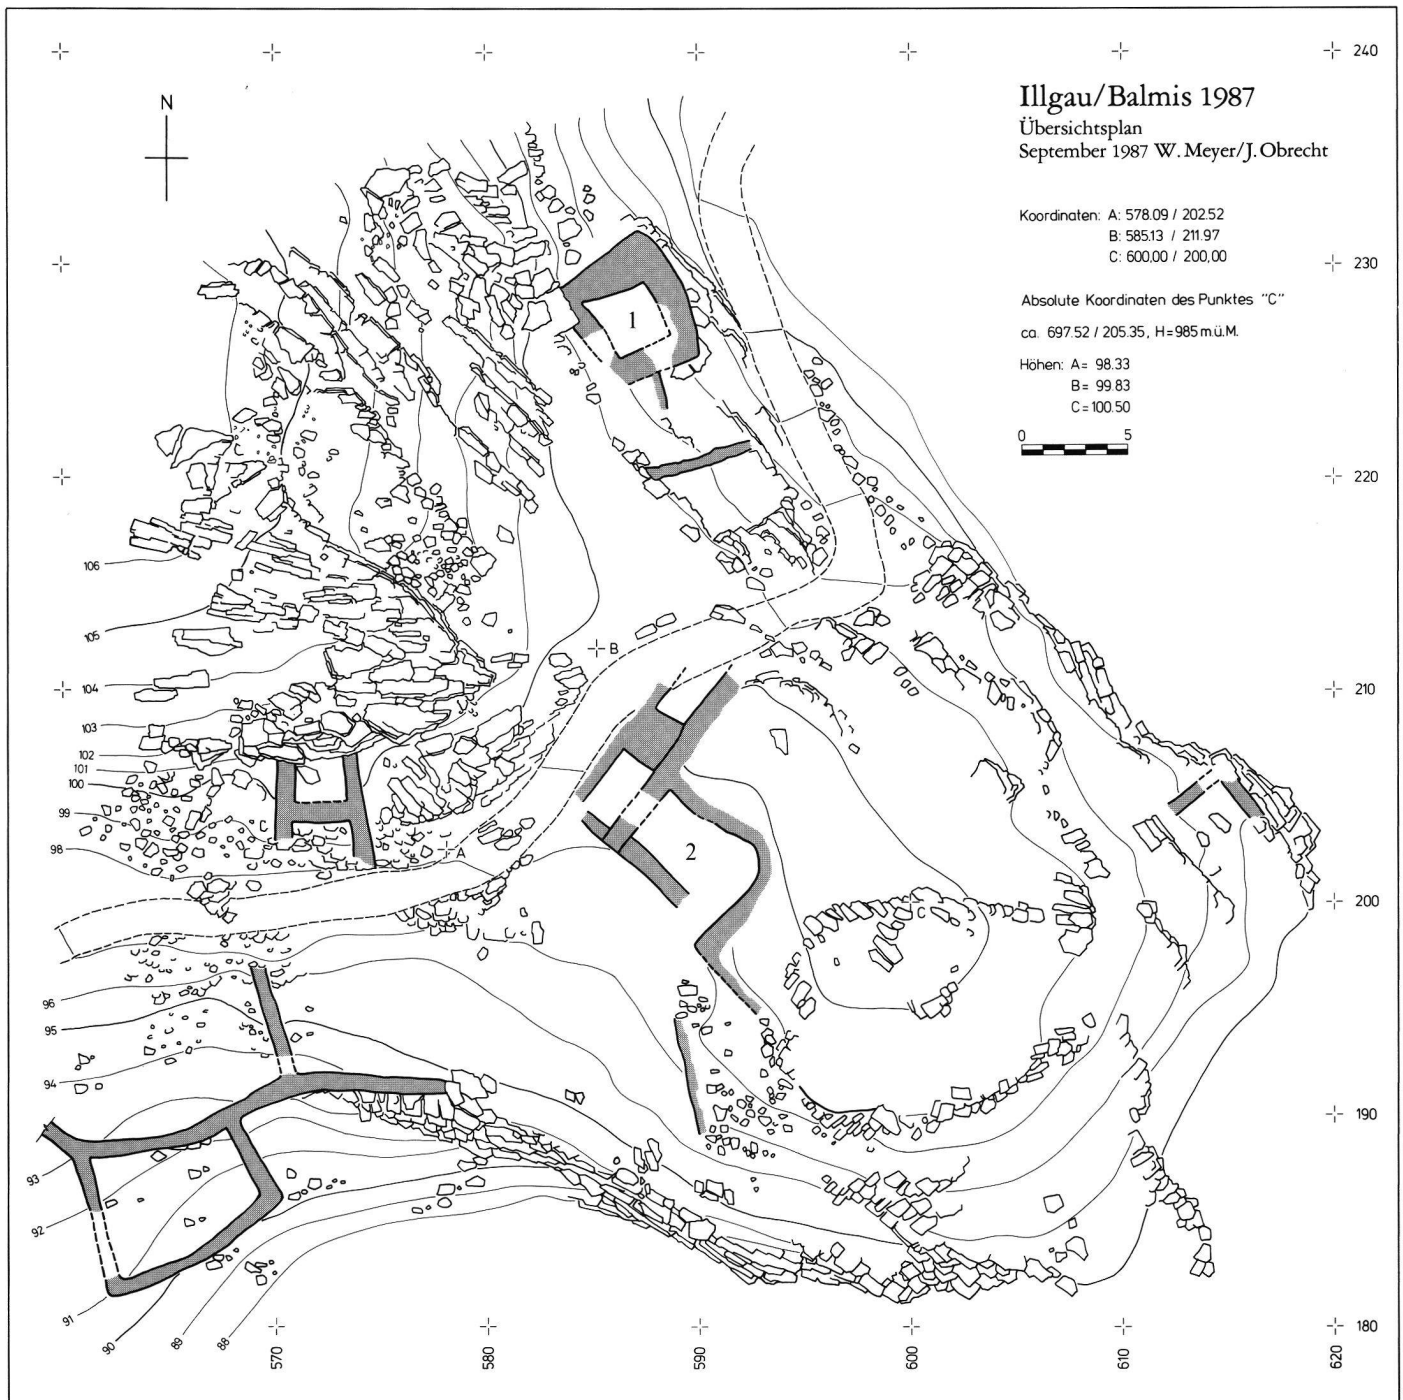 240
N
Illgau/Balmis 1987
Übersichtsplan
September 1987 W. Meyer/J. Obrecht
Koordinaten: A: 578.09 / 202.52
B: 585.13 / 211.97
C: 600,00 / 200,00
230
Absolute Koordinaten des Punktes "C"
ca. 697.52 / 205.35, H=985 m.ü.M.
1
Höhen: A= 98.33
B= 99.83
C=100.50
0 5
220
106
105
B
104
210
103
102
101
100
99
98
A
2
C
200
96
95
94
190
93
92
91
90
89
88
180
570
580
590
600
610
620